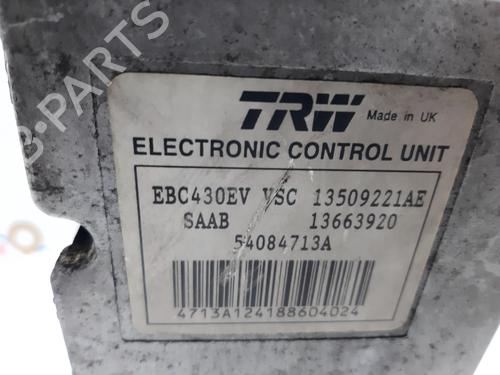 B-PARTS
TRW Made in UK
ELECTRONIC CONTROL UNIT
EBC430EV VSC 13509221AE
SAAB 13663920
54084713A
4713A124188604024